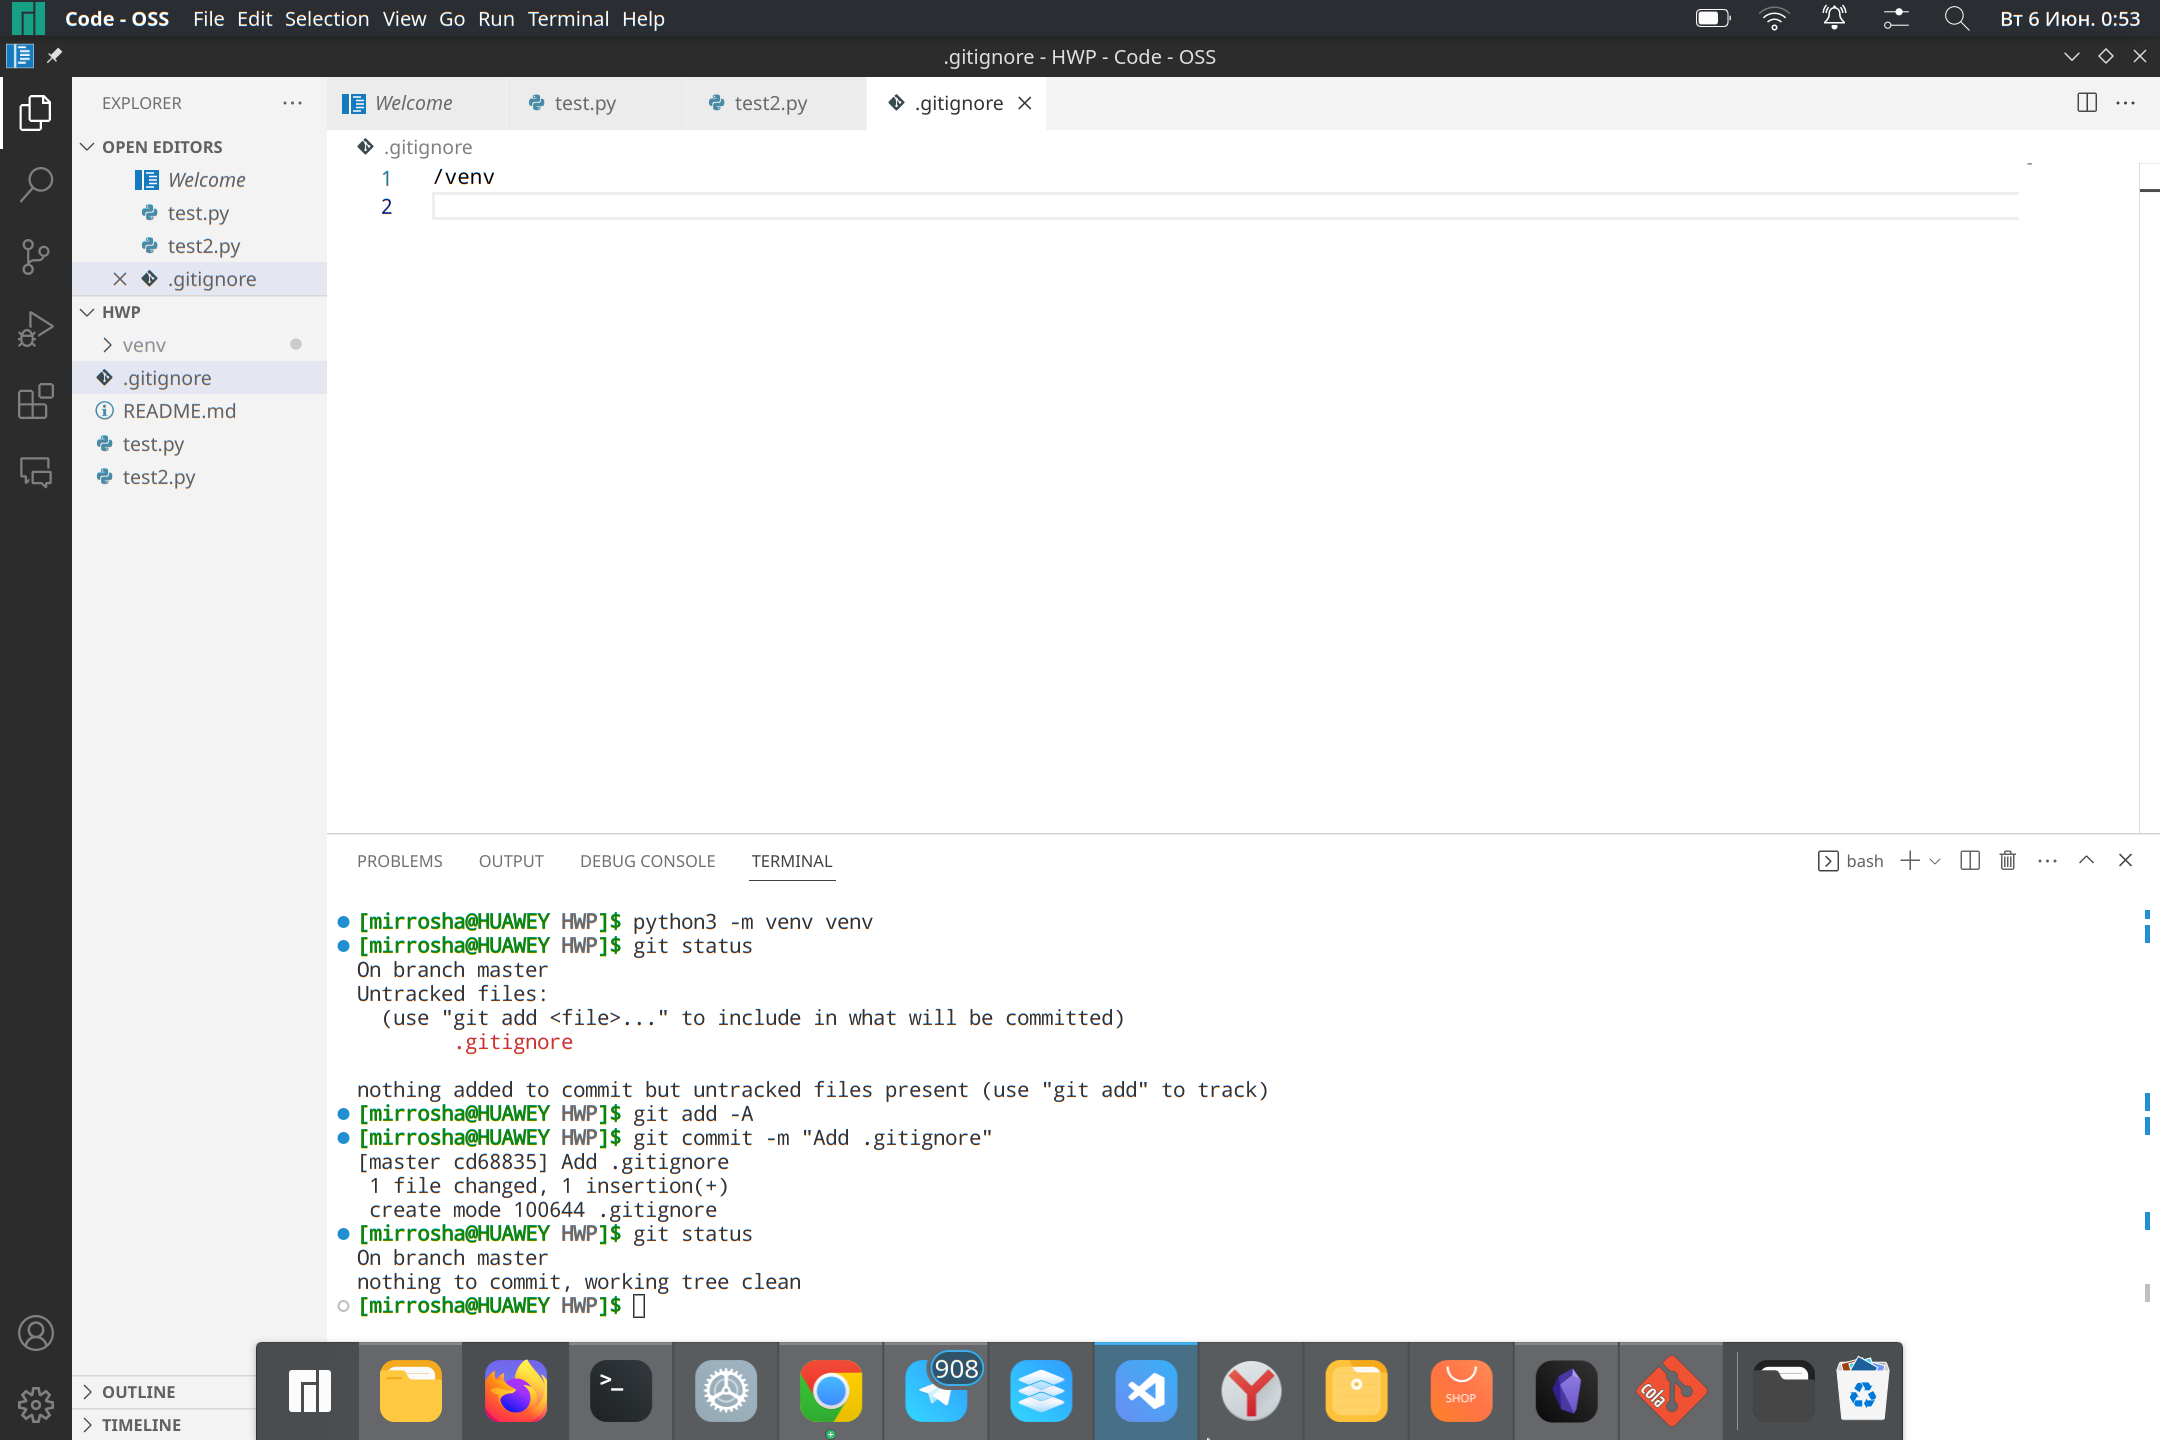 Code - OSS File Edit Selection View Go Run Terminal Help Вт 6 Июн. 0:53
.gitignore - HWP - Code - OSS
EXPLORER
Welcome test.py test2.py .gitignore
OPEN EDITORS
Welcome
test.py
test2.py
.gitignore
HWP
venv
.gitignore
README.md
test.py
test2.py
OUTLINE
TIMELINE
.gitignore
1 /venv
2
PROBLEMS OUTPUT DEBUG CONSOLE TERMINAL bash
[mirrosha@HUAWEY HWP]$ python3 -m venv venv
[mirrosha@HUAWEY HWP]$ git status
On branch master
Untracked files:
(use "git add <file>..." to include in what will be committed)
.gitignore
nothing added to commit but untracked files present (use "git add" to track)
[mirrosha@HUAWEY HWP]$ git add -A
[mirrosha@HUAWEY HWP]$ git commit -m "Add .gitignore"
[master cd68835] Add .gitignore
1 file changed, 1 insertion(+)
create mode 100644 .gitignore
[mirrosha@HUAWEY HWP]$ git status
On branch master
nothing to commit, working tree clean
[mirrosha@HUAWEY HWP]$
908
SHOP
cola